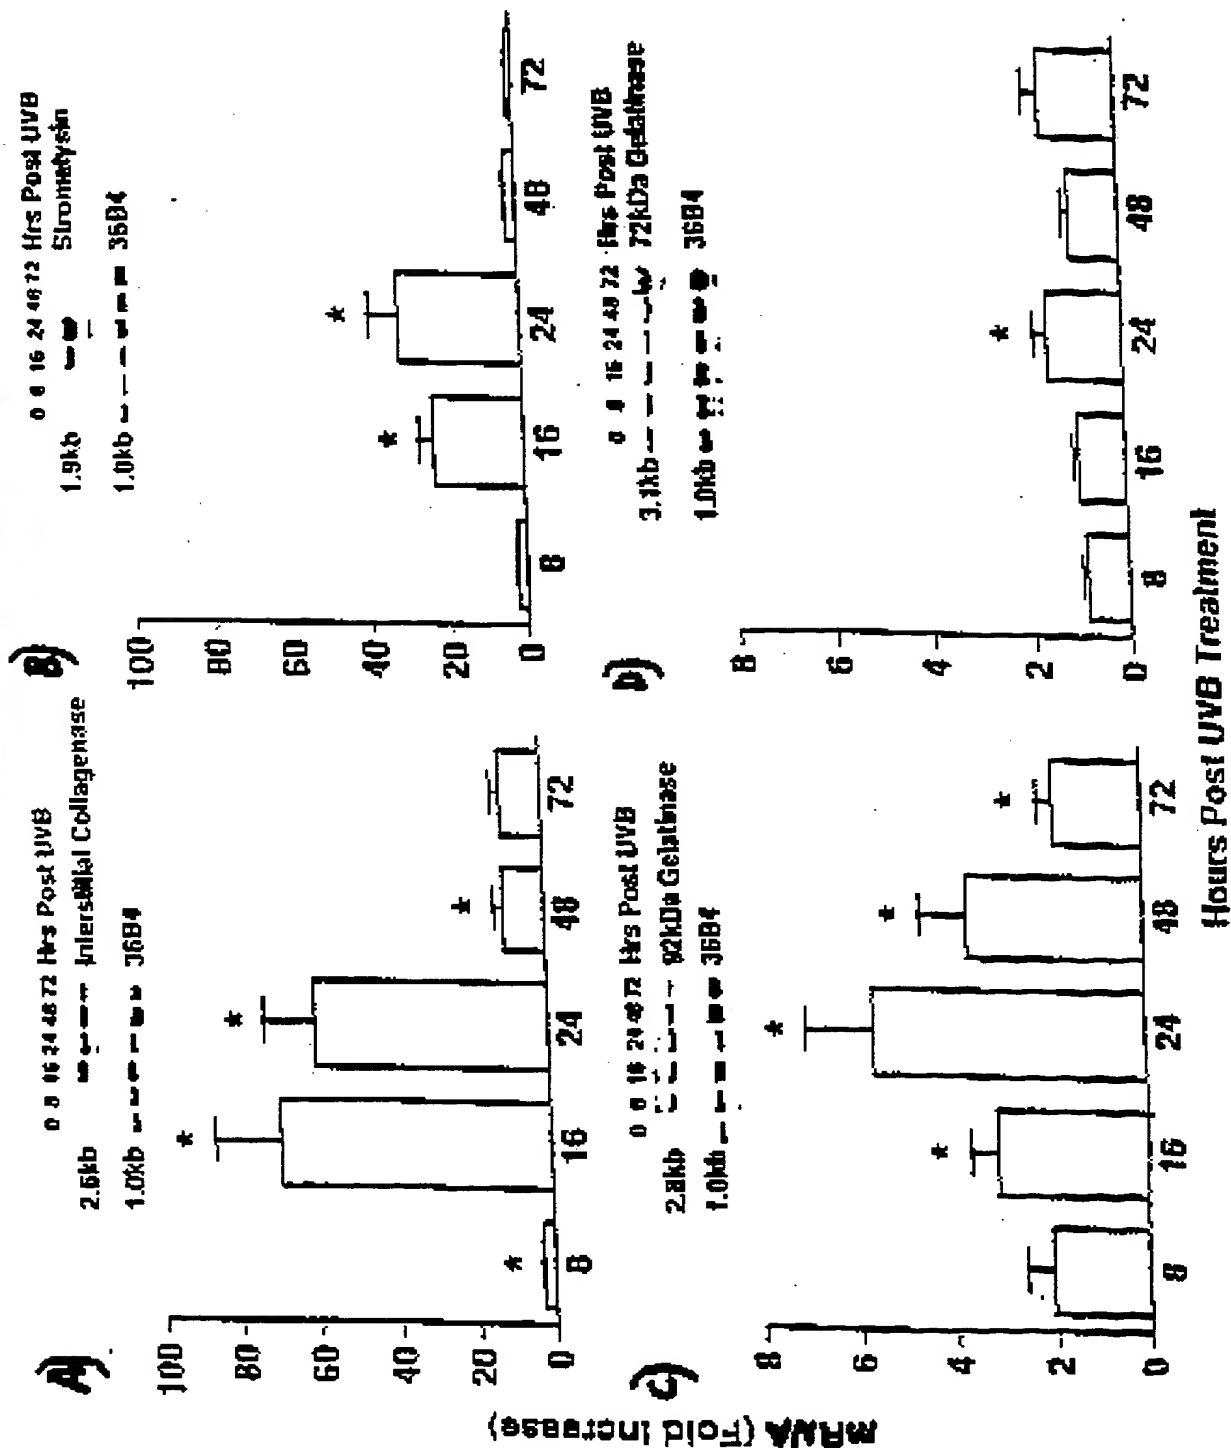 A)
0 8 16 24 48 72 Hrs Post UVB
2.6kb Interstitial Collagenase
1.0kb 36B4
100
80
60
40
20
0
*
*
*
*
8 16 24 48 72
B)
0 8 16 24 48 72 Hrs Post UVB
1.9kb Stromelysin
1.0kb 36B4
100
80
60
40
20
0
*
*
8 16 24 48 72
C)
0 8 16 24 48 72 Hrs Post UVB
2.8kb 92kDa Gelatinase
1.0kb 36B4
8
6
4
2
0
*
*
*
*
8 16 24 48 72
D)
0 8 16 24 48 72 Hrs Post UVB
3.1kb 72kDa Gelatinase
1.0kb 36B4
8
6
4
2
0
*
8 16 24 48 72
mRNA (Fold Increase)
Hours Post UVB Treatment